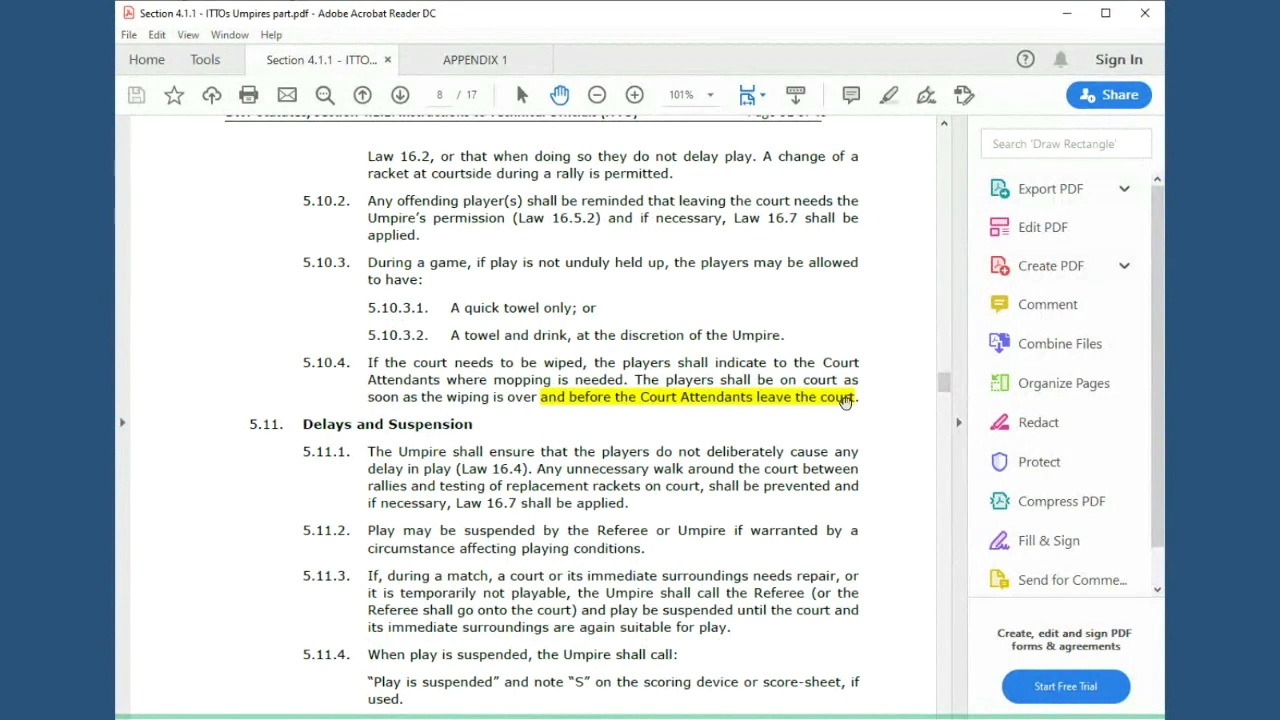 Section 4.1.1 - ITTOs Umpires part.pdf - Adobe Acrobat Reader DC
File Edit View Window Help
Home Tools Section 4.1.1 - ITTO... × APPENDIX 1 Sign In
8 / 17 101% Share
Law 16.2, or that when doing so they do not delay play. A change of a
racket at courtside during a rally is permitted.
5.10.2. Any offending player(s) shall be reminded that leaving the court needs the
Umpire's permission (Law 16.5.2) and if necessary, Law 16.7 shall be
applied.
5.10.3. During a game, if play is not unduly held up, the players may be allowed
to have:
5.10.3.1. A quick towel only; or
5.10.3.2. A towel and drink, at the discretion of the Umpire.
5.10.4. If the court needs to be wiped, the players shall indicate to the Court
Attendants where mopping is needed. The players shall be on court as
soon as the wiping is over and before the Court Attendants leave the court.
5.11. Delays and Suspension
5.11.1. The Umpire shall ensure that the players do not deliberately cause any
delay in play (Law 16.4). Any unnecessary walk around the court between
rallies and testing of replacement rackets on court, shall be prevented and
if necessary, Law 16.7 shall be applied.
5.11.2. Play may be suspended by the Referee or Umpire if warranted by a
circumstance affecting playing conditions.
5.11.3. If, during a match, a court or its immediate surroundings needs repair, or
it is temporarily not playable, the Umpire shall call the Referee (or the
Referee shall go onto the court) and play be suspended until the court and
its immediate surroundings are again suitable for play.
5.11.4. When play is suspended, the Umpire shall call:
"Play is suspended" and note "S" on the scoring device or score-sheet, if
used.
Search 'Draw Rectangle'
Export PDF
Edit PDF
Create PDF
Comment
Combine Files
Organize Pages
Redact
Protect
Compress PDF
Fill & Sign
Send for Comme...
Create, edit and sign PDF
forms & agreements
Start Free Trial